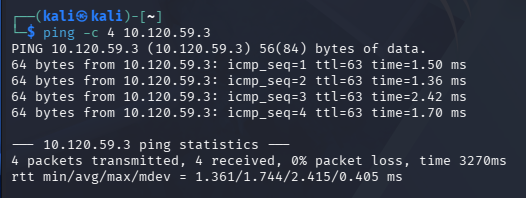 ┌──(kali㉿kali)-[~]
└─$ ping -c 4 10.120.59.3
PING 10.120.59.3 (10.120.59.3) 56(84) bytes of data.
64 bytes from 10.120.59.3: icmp_seq=1 ttl=63 time=1.50 ms
64 bytes from 10.120.59.3: icmp_seq=2 ttl=63 time=1.36 ms
64 bytes from 10.120.59.3: icmp_seq=3 ttl=63 time=2.42 ms
64 bytes from 10.120.59.3: icmp_seq=4 ttl=63 time=1.70 ms

--- 10.120.59.3 ping statistics ---
4 packets transmitted, 4 received, 0% packet loss, time 3270ms
rtt min/avg/max/mdev = 1.361/1.744/2.415/0.405 ms